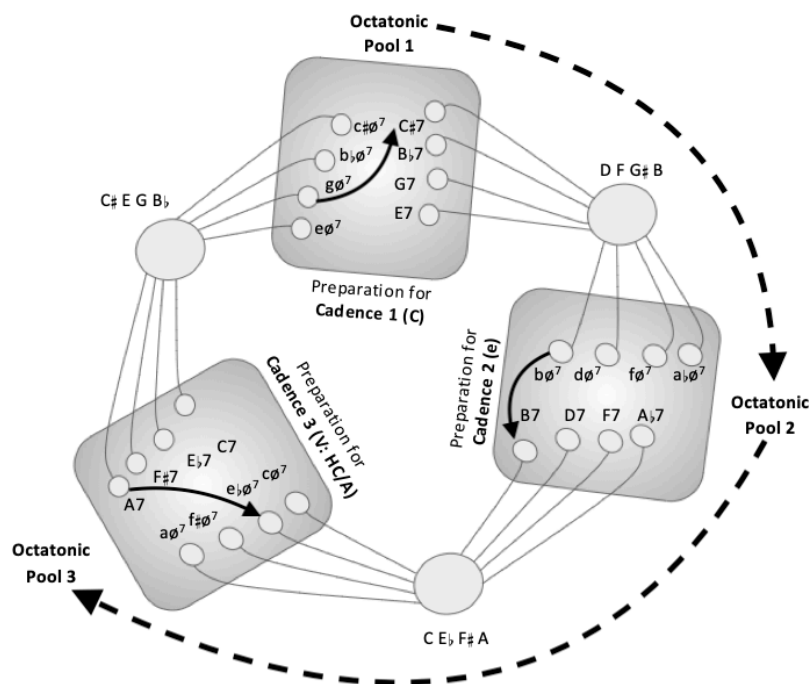 Octatonic
Pool 1
c♯ø⁷
C♯7
b♭ø⁷
B♭7
gø⁷
G7
eø⁷
E7
Preparation for
Cadence 1 (C)
C♯ E G B♭
D F G♯ B
Preparation for
Cadence 2 (e)
bø⁷
dø⁷
fø⁷
a♭ø⁷
B7
D7
F7
A♭7
Octatonic
Pool 2
Preparation for
Cadence 3 (V: HC/A)
C7
E♭7
F♯7
A7
cø⁷
e♭ø⁷
f♯ø⁷
aø⁷
Octatonic
Pool 3
C E♭ F♯ A